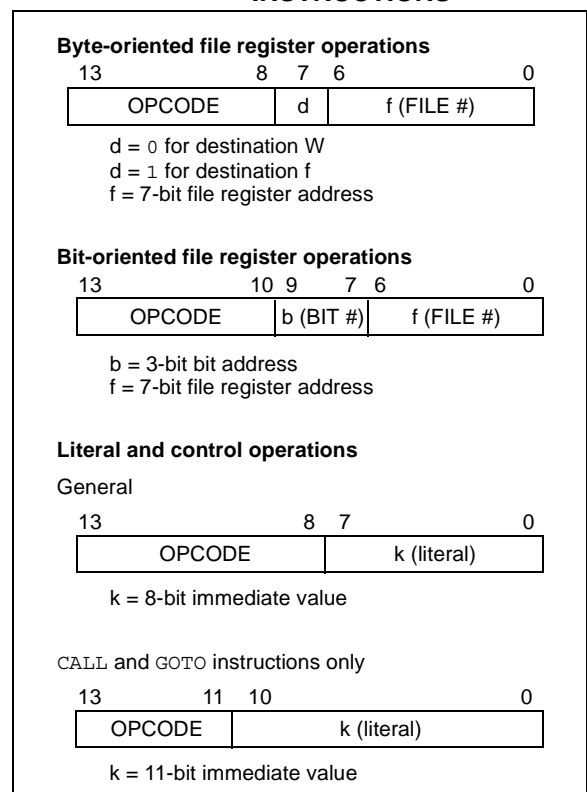 INSTRUCTIONS
Byte-oriented file register operations
13 8 7 6 0
OPCODE d f (FILE #)
d = 0 for destination W
d = 1 for destination f
f = 7-bit file register address
Bit-oriented file register operations
13 10 9 7 6 0
OPCODE b (BIT #) f (FILE #)
b = 3-bit bit address
f = 7-bit file register address
Literal and control operations
General
13 8 7 0
OPCODE k (literal)
k = 8-bit immediate value
CALL and GOTO instructions only
13 11 10 0
OPCODE k (literal)
k = 11-bit immediate value